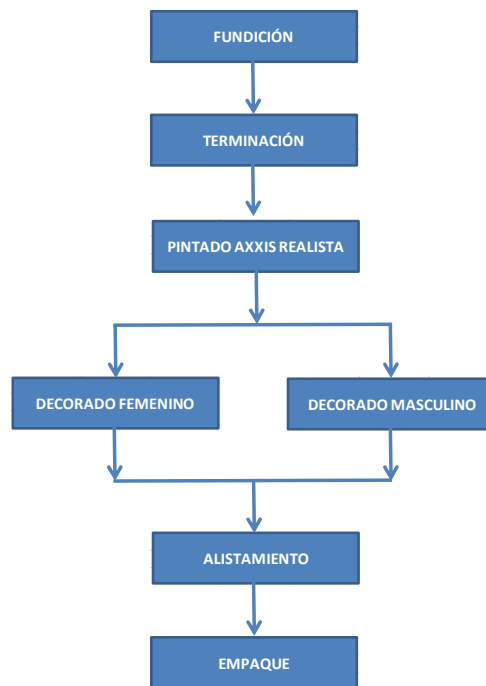 FUNDICIÓN
TERMINACIÓN
PINTADO AXXIS REALISTA
DECORADO FEMENINO
DECORADO MASCULINO
ALISTAMIENTO
EMPAQUE